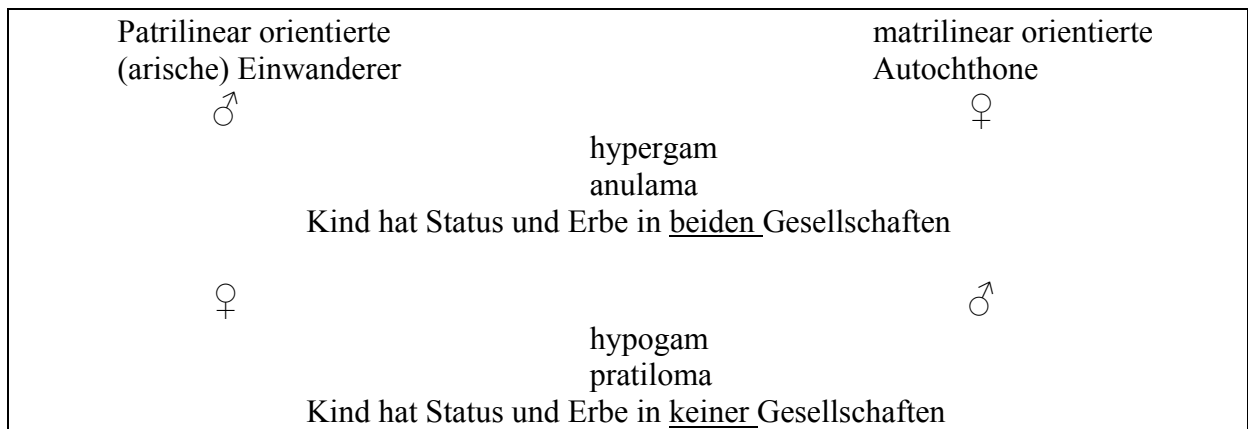 Patrilinear orientierte matrilinear orientierte
(arische) Einwanderer Autochthone
♂ ♀
hypergam
anulama
Kind hat Status und Erbe in beiden Gesellschaften
♀ ♂
hypogam
pratiloma
Kind hat Status und Erbe in keiner Gesellschaften